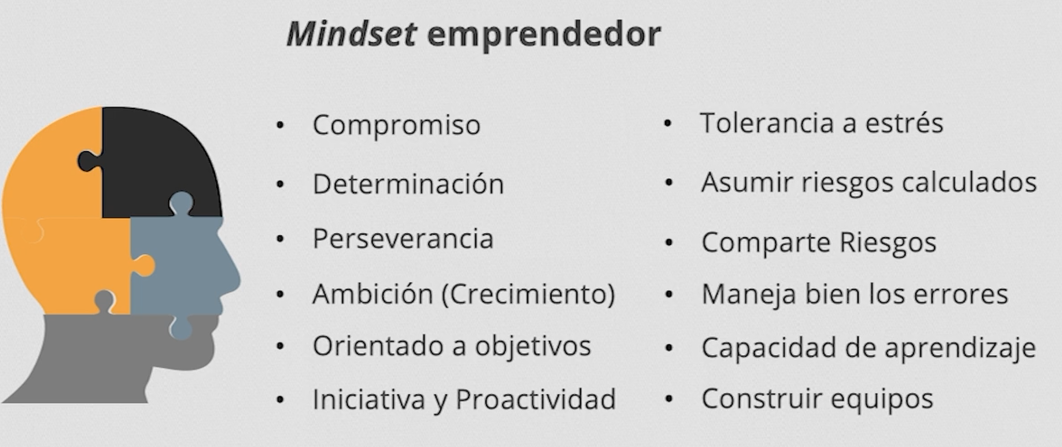 Mindset emprendedor
• Compromiso
• Determinación
• Perseverancia
• Ambición (Crecimiento)
• Orientado a objetivos
• Iniciativa y Proactividad
• Tolerancia a estrés
• Asumir riesgos calculados
• Comparte Riesgos
• Maneja bien los errores
• Capacidad de aprendizaje
• Construir equipos